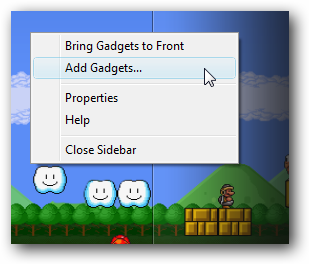 Bring Gadgets to Front
Add Gadgets...
Properties
Help
Close Sidebar